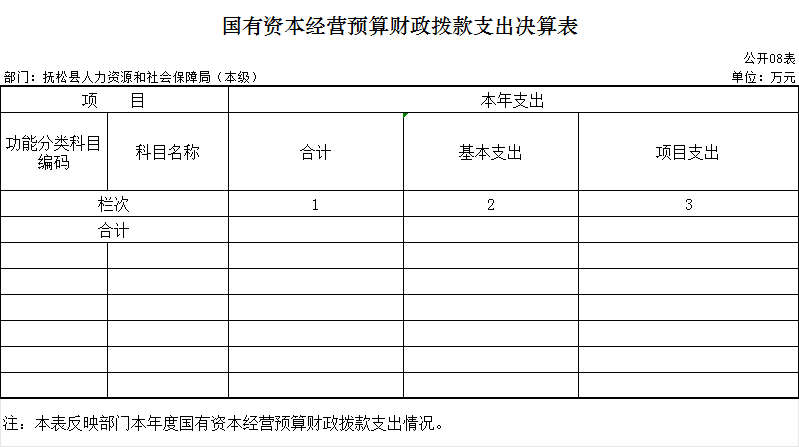 国有资本经营预算财政拨款支出决算表
公开08表
部门：抚松县人力资源和社会保障局（本级） 单位：万元
项 目 本年支出
功能分类科目
编码 科目名称 合计 基本支出 项目支出
栏次 1 2 3
合计
注：本表反映部门本年度国有资本经营预算财政拨款支出情况。